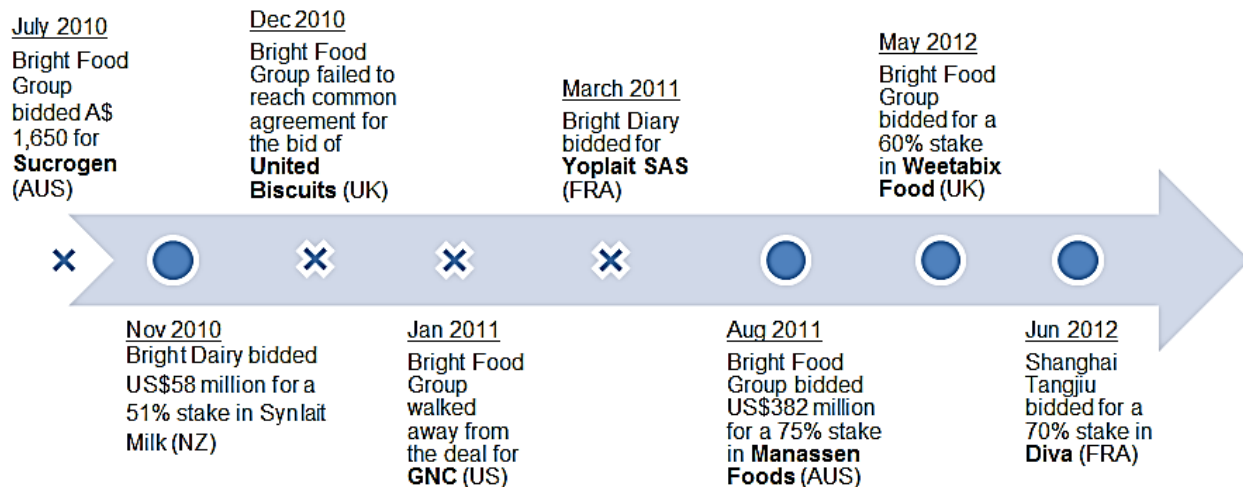 July 2010
Bright Food
Group
bidded A$
1,650 for
Sucrogen
(AUS)
Dec 2010
Bright Food
Group failed to
reach common
agreement for
the bid of
United
Biscuits (UK)
March 2011
Bright Diary
bidded for
Yoplait SAS
(FRA)
May 2012
Bright Food
Group
bidded for a
60% stake
in Weetabix
Food (UK)
Nov 2010
Bright Dairy bidded
US$58 million for a
51% stake in Synlait
Milk (NZ)
Jan 2011
Bright Food
Group
walked
away from
the deal for
GNC (US)
Aug 2011
Bright Food
Group bidded
US$382 million
for a 75% stake
in Manassen
Foods (AUS)
Jun 2012
Shanghai
Tangjiu
bidded for a
70% stake in
Diva (FRA)